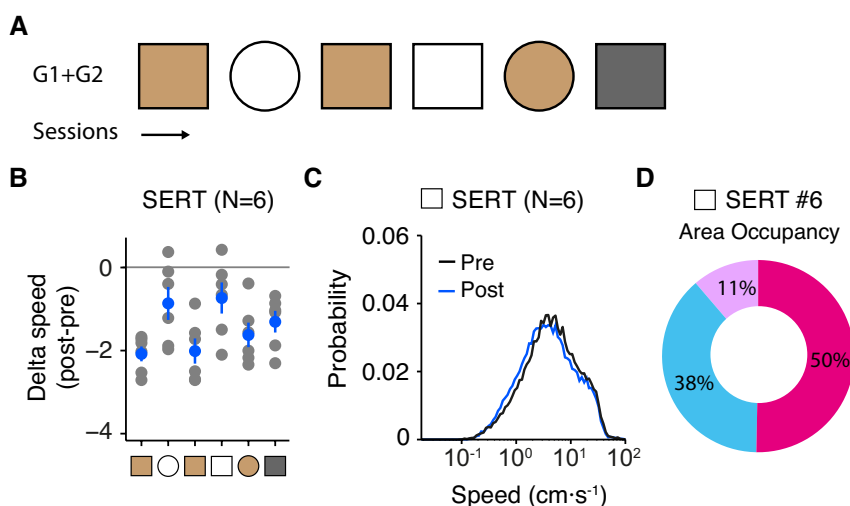 A
G1+G2
Sessions
B
SERT (N=6)
Delta speed
(post-pre)
0
−2
−4
C
SERT (N=6)
Probability
0.06
0.04
0.02
0
Pre
Post
10-1
100
101
102
Speed (cm·s-1)
D
SERT #6
Area Occupancy
11%
38%
50%